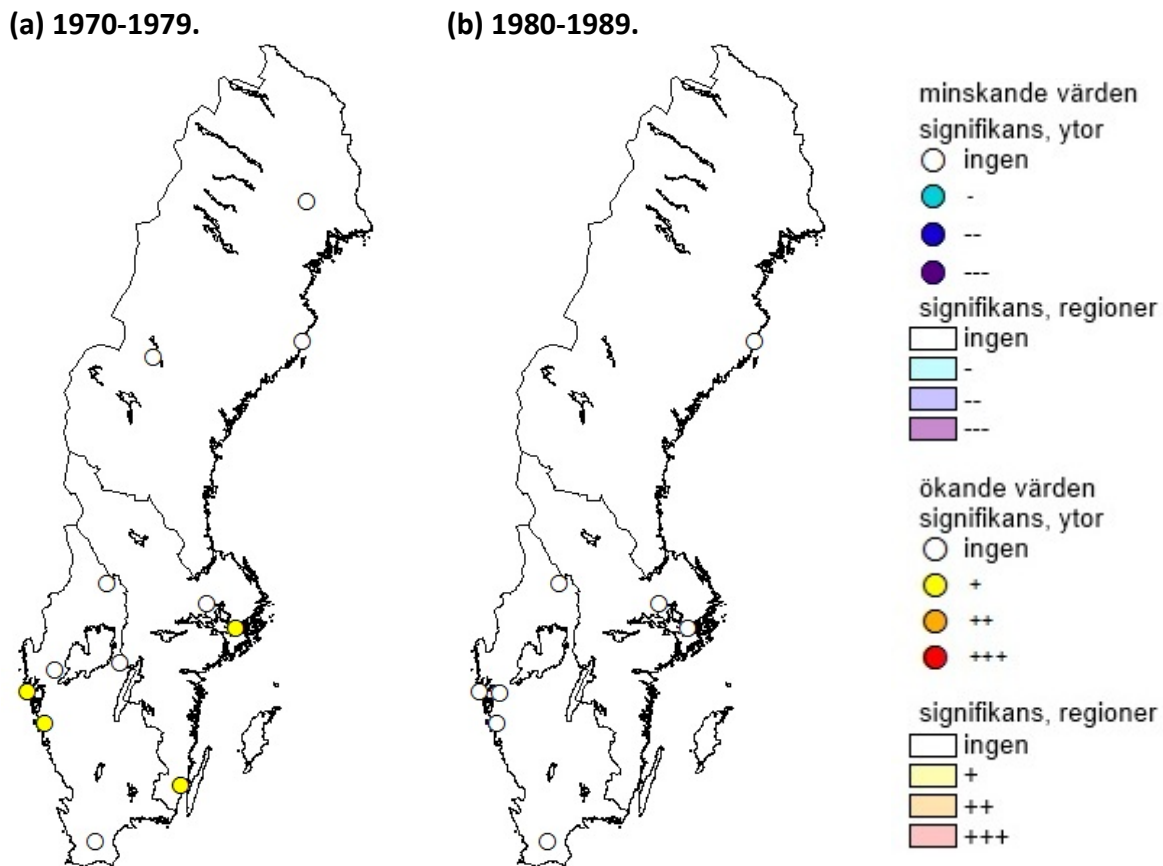 (a) 1970-1979.
(b) 1980-1989.
minskande värden
signifikans, ytor
ingen
-
--
---
signifikans, regioner
ingen
-
--
---
ökande värden
signifikans, ytor
ingen
+
++
+++
signifikans, regioner
ingen
+
++
+++